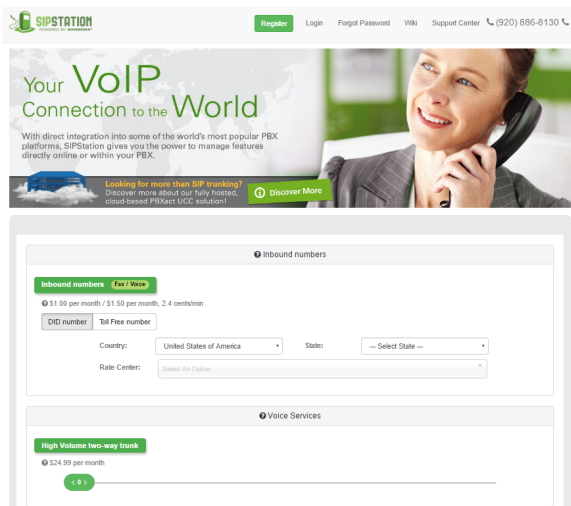 SIPSTATION
POWERED BY SANGOMA
Register Login Forgot Password Wiki Support Center (920) 886-8130
Your VoIP
Connection to the World
With direct integration into some of the world's most popular PBX
platforms, SIPStation gives you the power to manage features
directly online or within your PBX.
Looking for more than SIP trunking?
Discover more about our fully hosted,
cloud-based PBXact UCC solution!
Discover More
Inbound numbers
Inbound numbers Fax / Voice
$1.00 per month / $1.50 per month, 2.4 cents/min
DID number Toll Free number
Country: United States of America State: --- Select State ---
Rate Center: Select An Option
Voice Services
High Volume two-way trunk
$24.99 per month
< 0 >